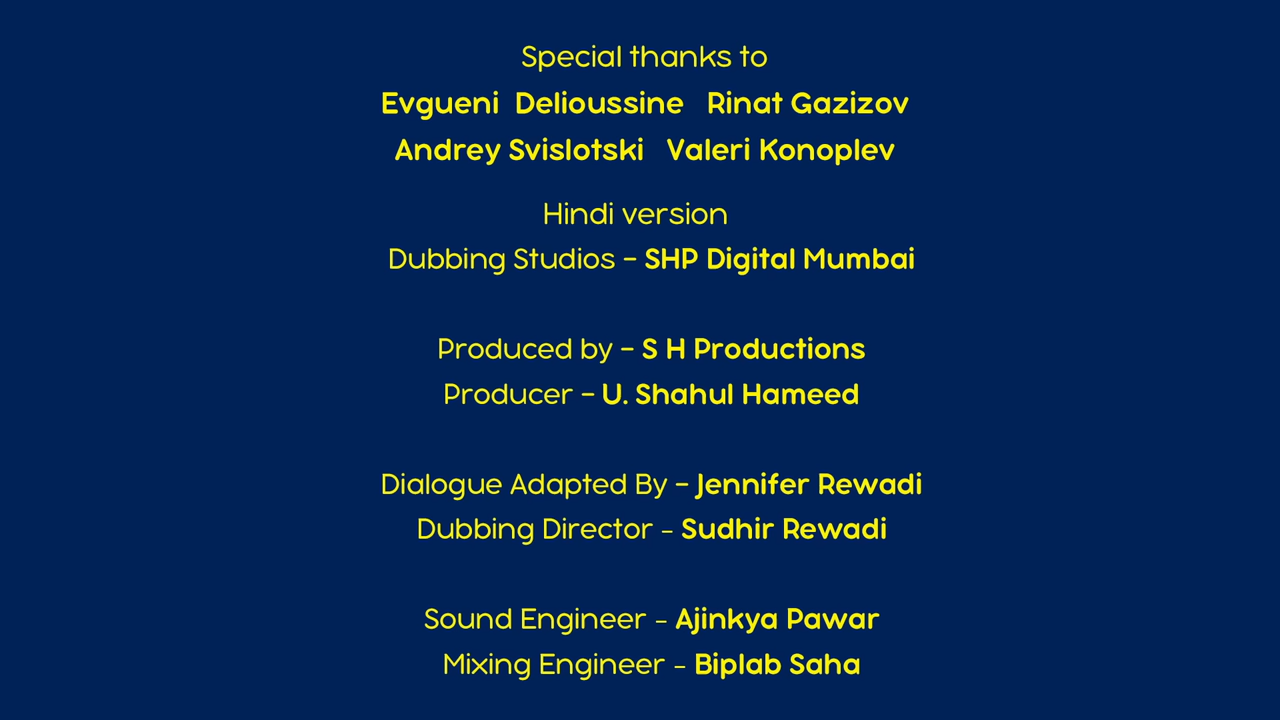 Special thanks to
Evgueni Delioussine Rinat Gazizov
Andrey Svislotski Valeri Konoplev
Hindi version
Dubbing Studios – SHP Digital Mumbai
Produced by – S H Productions
Producer – U. Shahul Hameed
Dialogue Adapted By – Jennifer Rewadi
Dubbing Director – Sudhir Rewadi
Sound Engineer – Ajinkya Pawar
Mixing Engineer – Biplab Saha